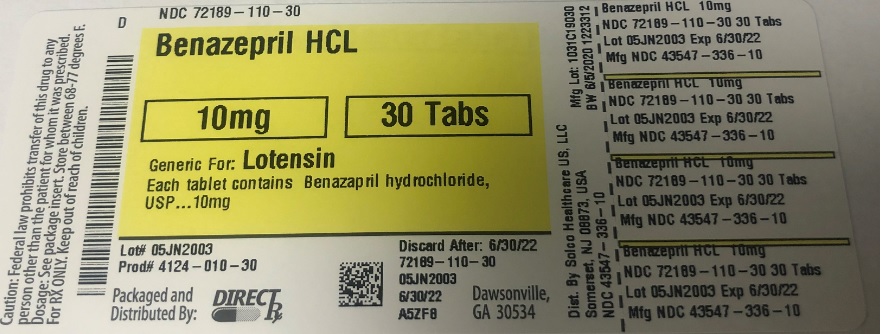 Caution: Federal law prohibits transfer of this drug to any
person other than the patient for whom it was prescribed.
Dosage: See package insert. Store between 68-77 degrees F.
For RX ONLY. Keep out of reach of children.
D
NDC 72189-110-30
Benazepril HCL
10mg
30 Tabs
Generic For: Lotensin
Each tablet contains Benazapril hydrochloride,
USP...10mg
Lot# 05JN2003
Prod# 4124-010-30
Packaged and
Distributed By:
DIRECT Rx
Discard After: 6/30/22
72189-110-30
05JN2003
6/30/22
A5ZF8
Dawsonville,
GA 30534
Mfg Lot: 1031C19030
BW 6/5/2020 1223312
Dist. By Solco Healthcare US, LLC
Somerset, NJ 08873, USA
NDC 43547-336-10
Benazepril HCL 10mg
NDC 72189-110-30 30 Tabs
Lot 05JN2003 Exp 6/30/22
Mfg NDC 43547-336-10
Benazepril HCL 10mg
NDC 72189-110-30 30 Tabs
Lot 05JN2003 Exp 6/30/22
Mfg NDC 43547-336-10
Benazepril HCL 10mg
NDC 72189-110-30 30 Tabs
Lot 05JN2003 Exp 6/30/22
Mfg NDC 43547-336-10
Benazepril HCL 10mg
NDC 72189-110-30 30 Tabs
Lot 05JN2003 Exp 6/30/22
Mfg NDC 43547-336-10